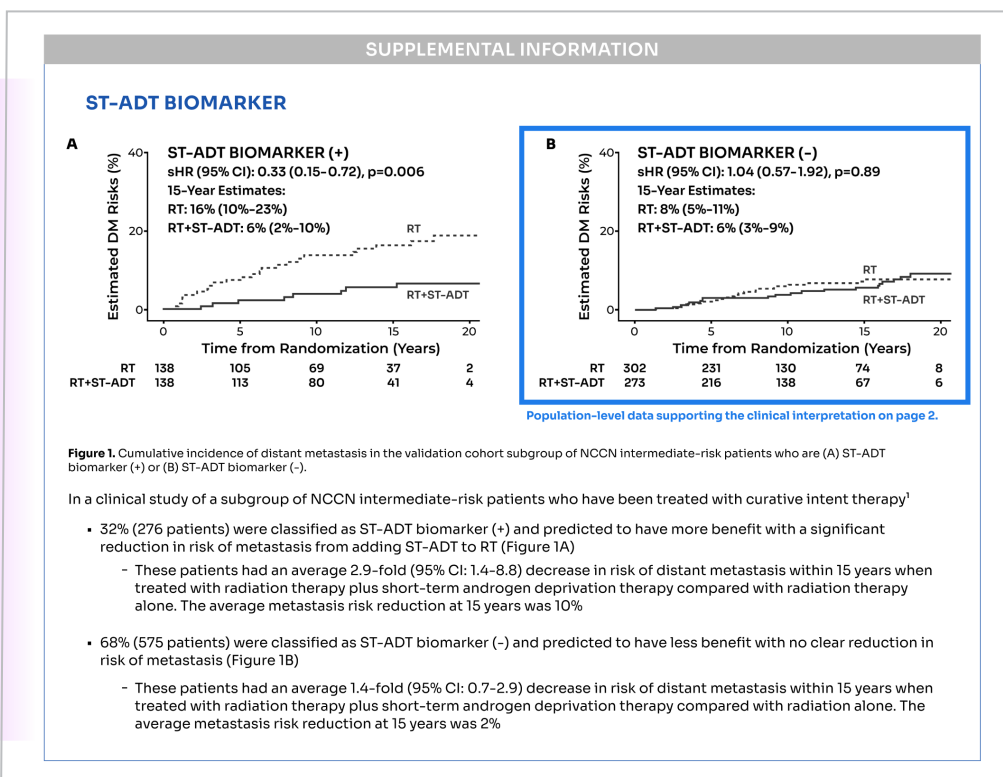 SUPPLEMENTAL INFORMATION
ST-ADT BIOMARKER
A
Estimated DM Risks (%)
40
20
0
ST-ADT BIOMARKER (+)
sHR (95% CI): 0.33 (0.15-0.72), p=0.006
15-Year Estimates:
RT: 16% (10%-23%)
RT+ST-ADT: 6% (2%-10%)
RT
RT+ST-ADT
0 5 10 15 20
Time from Randomization (Years)
RT 138 105 69 37 2
RT+ST-ADT 138 113 80 41 4
B
Estimated DM Risks (%)
40
20
0
ST-ADT BIOMARKER (-)
sHR (95% CI): 1.04 (0.57-1.92), p=0.89
15-Year Estimates:
RT: 8% (5%-11%)
RT+ST-ADT: 6% (3%-9%)
RT
RT+ST-ADT
0 5 10 15 20
Time from Randomization (Years)
RT 302 231 130 74 8
RT+ST-ADT 273 216 138 67 6
Population-level data supporting the clinical interpretation on page 2.
Figure 1. Cumulative incidence of distant metastasis in the validation cohort subgroup of NCCN intermediate-risk patients who are (A) ST-ADT
biomarker (+) or (B) ST-ADT biomarker (-).
In a clinical study of a subgroup of NCCN intermediate-risk patients who have been treated with curative intent therapy¹
• 32% (276 patients) were classified as ST-ADT biomarker (+) and predicted to have more benefit with a significant
reduction in risk of metastasis from adding ST-ADT to RT (Figure 1A)
– These patients had an average 2.9-fold (95% CI: 1.4-8.8) decrease in risk of distant metastasis within 15 years when
treated with radiation therapy plus short-term androgen deprivation therapy compared with radiation therapy
alone. The average metastasis risk reduction at 15 years was 10%
• 68% (575 patients) were classified as ST-ADT biomarker (-) and predicted to have less benefit with no clear reduction in
risk of metastasis (Figure 1B)
– These patients had an average 1.4-fold (95% CI: 0.7-2.9) decrease in risk of distant metastasis within 15 years when
treated with radiation therapy plus short-term androgen deprivation therapy compared with radiation alone. The
average metastasis risk reduction at 15 years was 2%